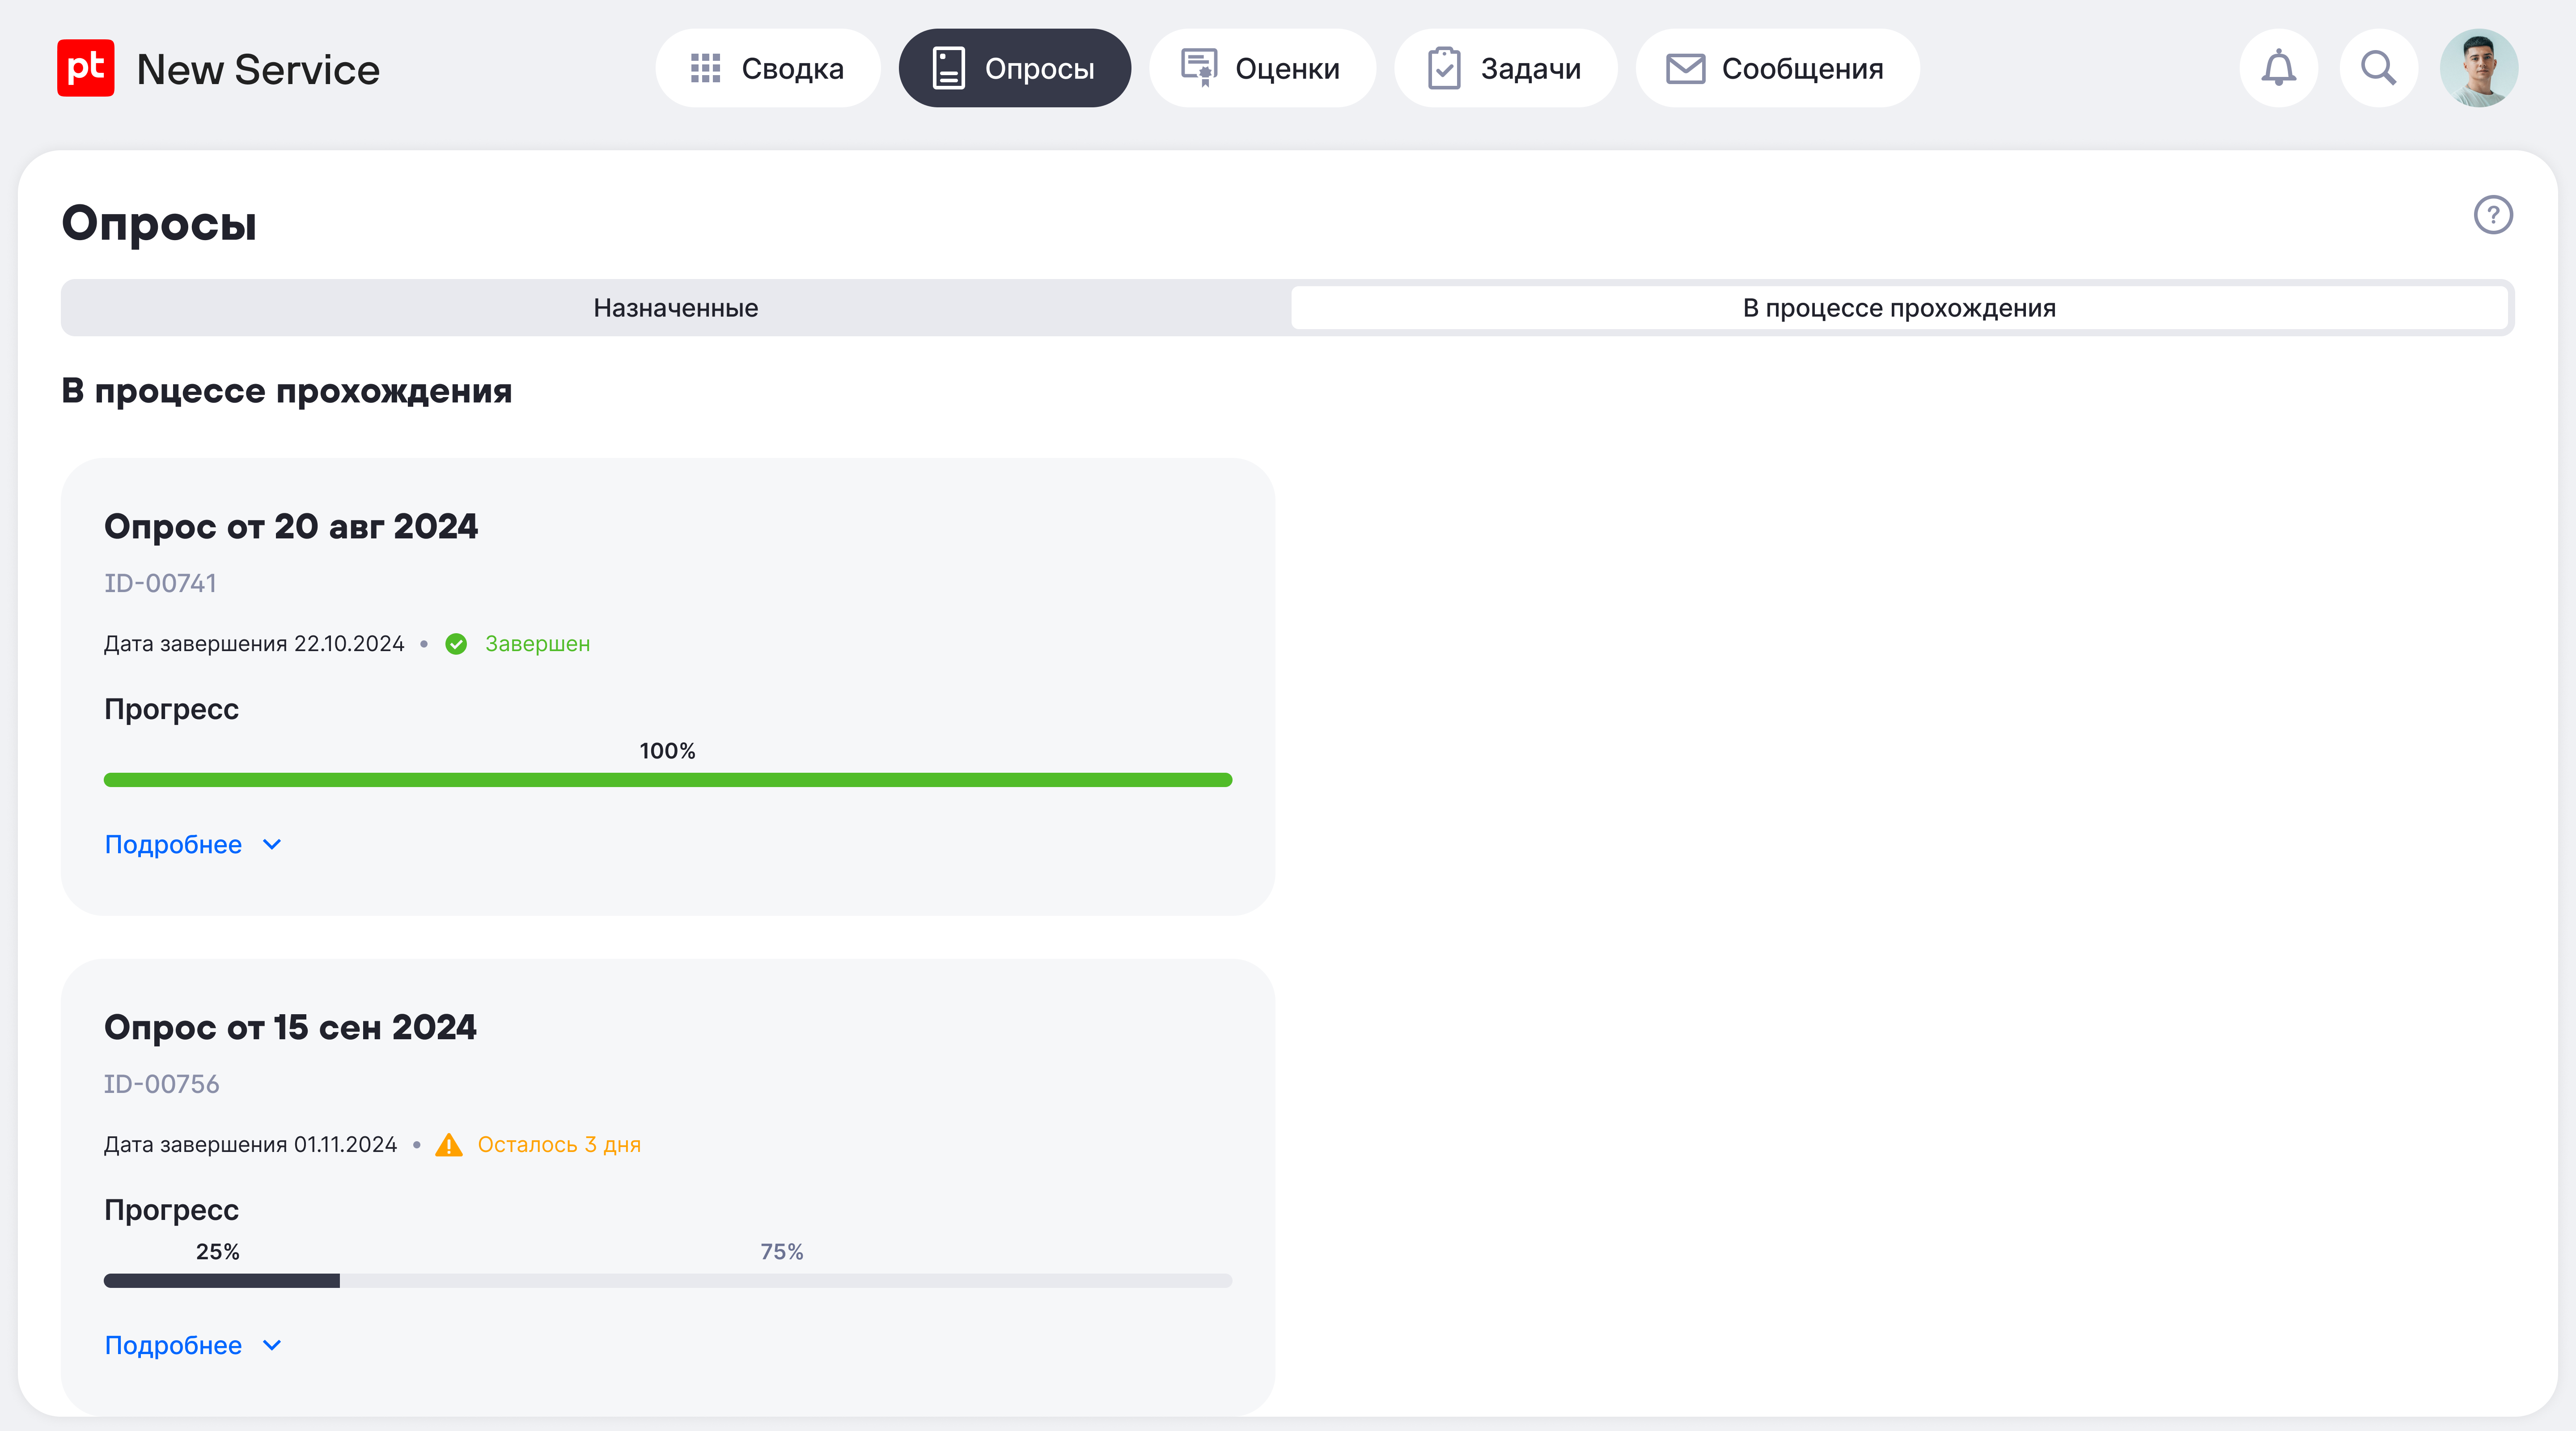 pt New Service
Сводка
Опросы
Оценки
Задачи
Сообщения
Опросы
?
Назначенные
В процессе прохождения
В процессе прохождения
Опрос от 20 авг 2024
ID-00741
Дата завершения 22.10.2024 • Завершен
Прогресс
100%
Подробнее
Опрос от 15 сен 2024
ID-00756
Дата завершения 01.11.2024 • Осталось 3 дня
Прогресс
25% 75%
Подробнее